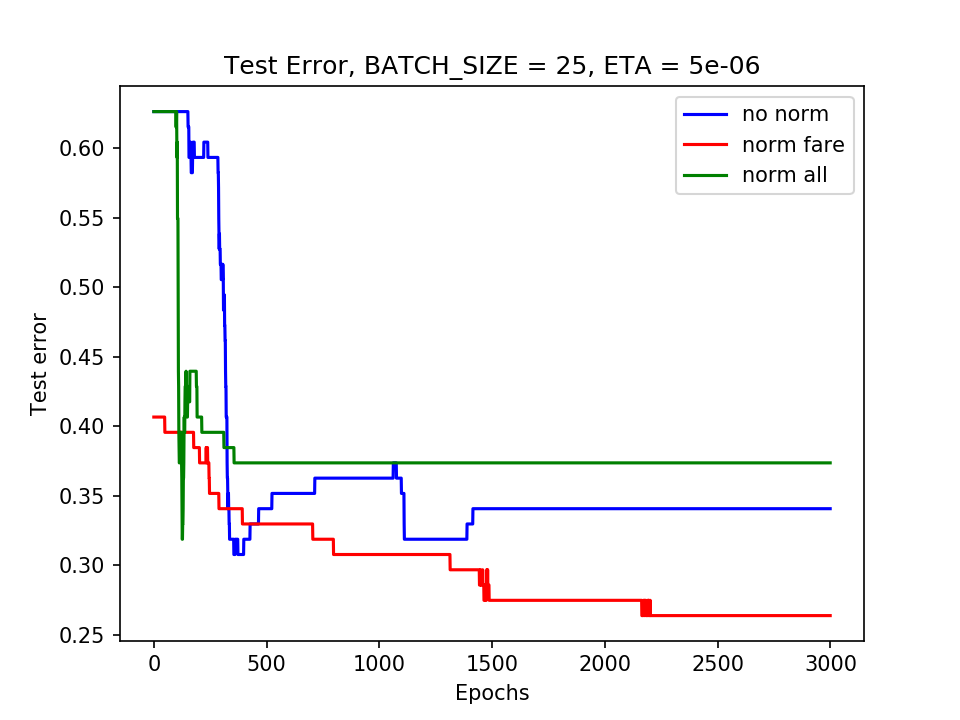 Test Error, BATCH_SIZE = 25, ETA = 5e-06
no norm
norm fare
norm all
Test error
0.60
0.55
0.50
0.45
0.40
0.35
0.30
0.25
0 500 1000 1500 2000 2500 3000
Epochs